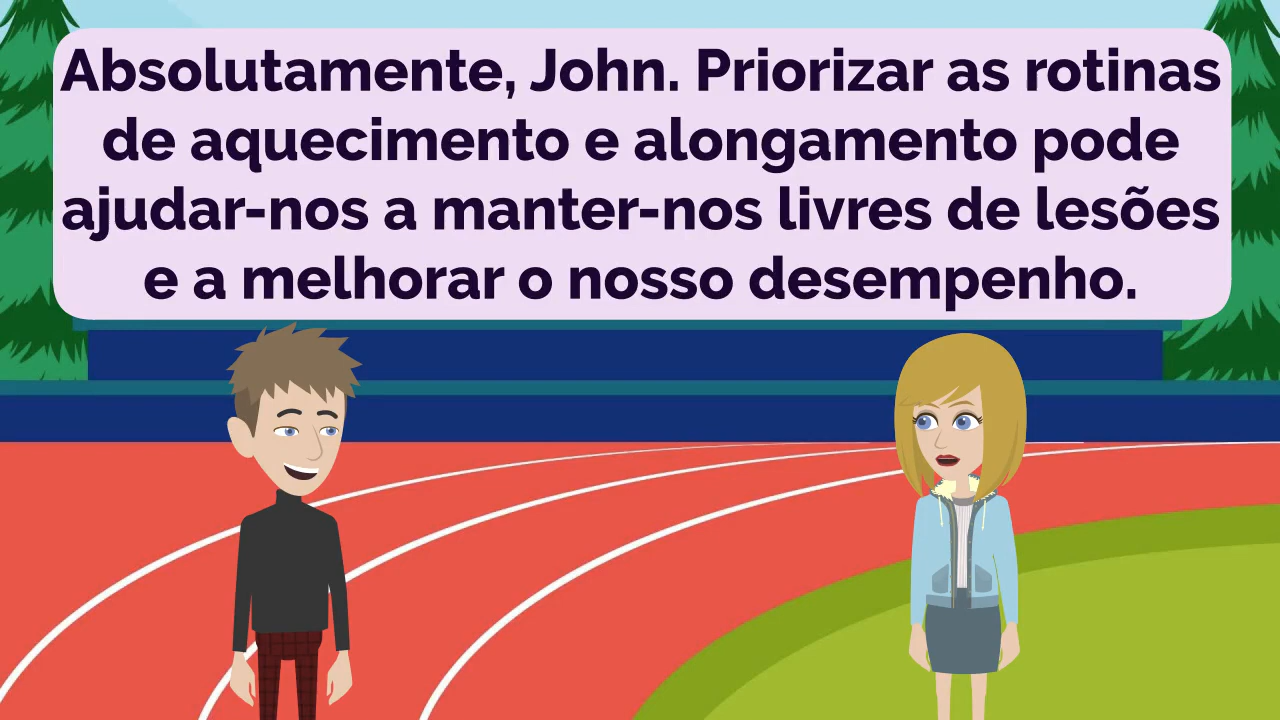 Absolutamente, John. Priorizar as rotinas
de aquecimento e alongamento pode
ajudar-nos a manter-nos livres de lesões
e a melhorar o nosso desempenho.